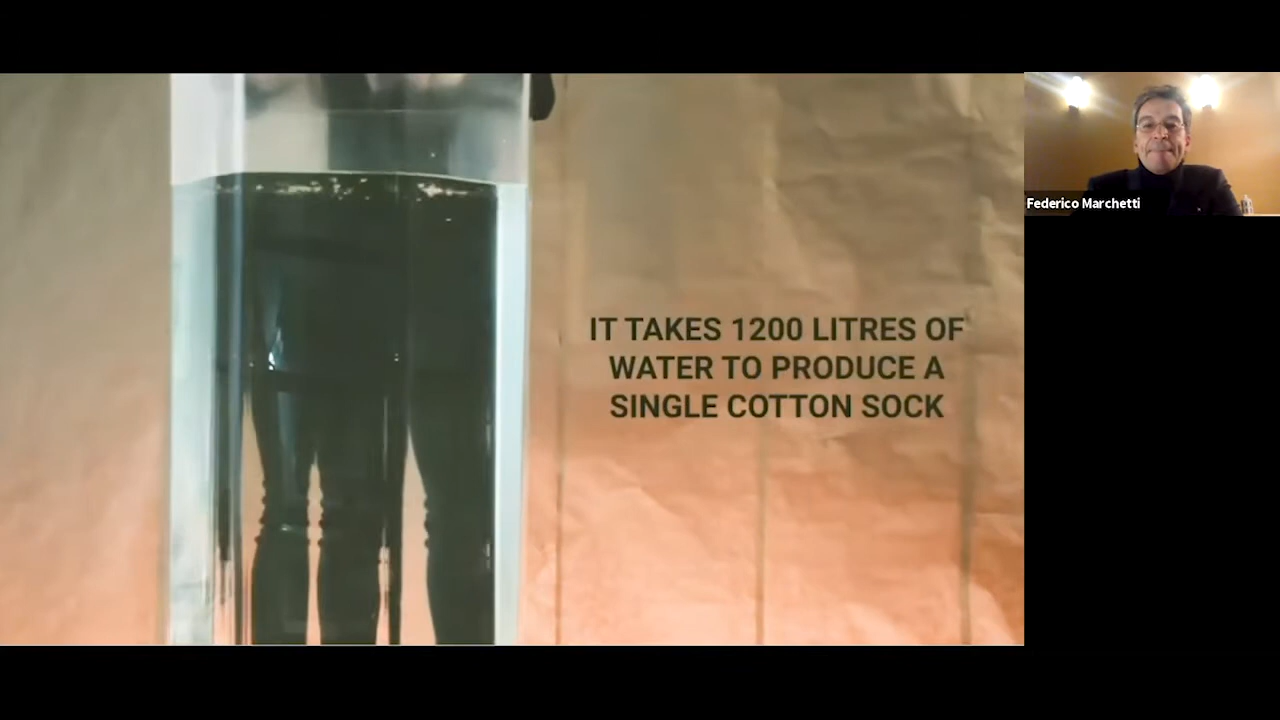 IT TAKES 1200 LITRES OF
WATER TO PRODUCE A
SINGLE COTTON SOCK
Federico Marchetti